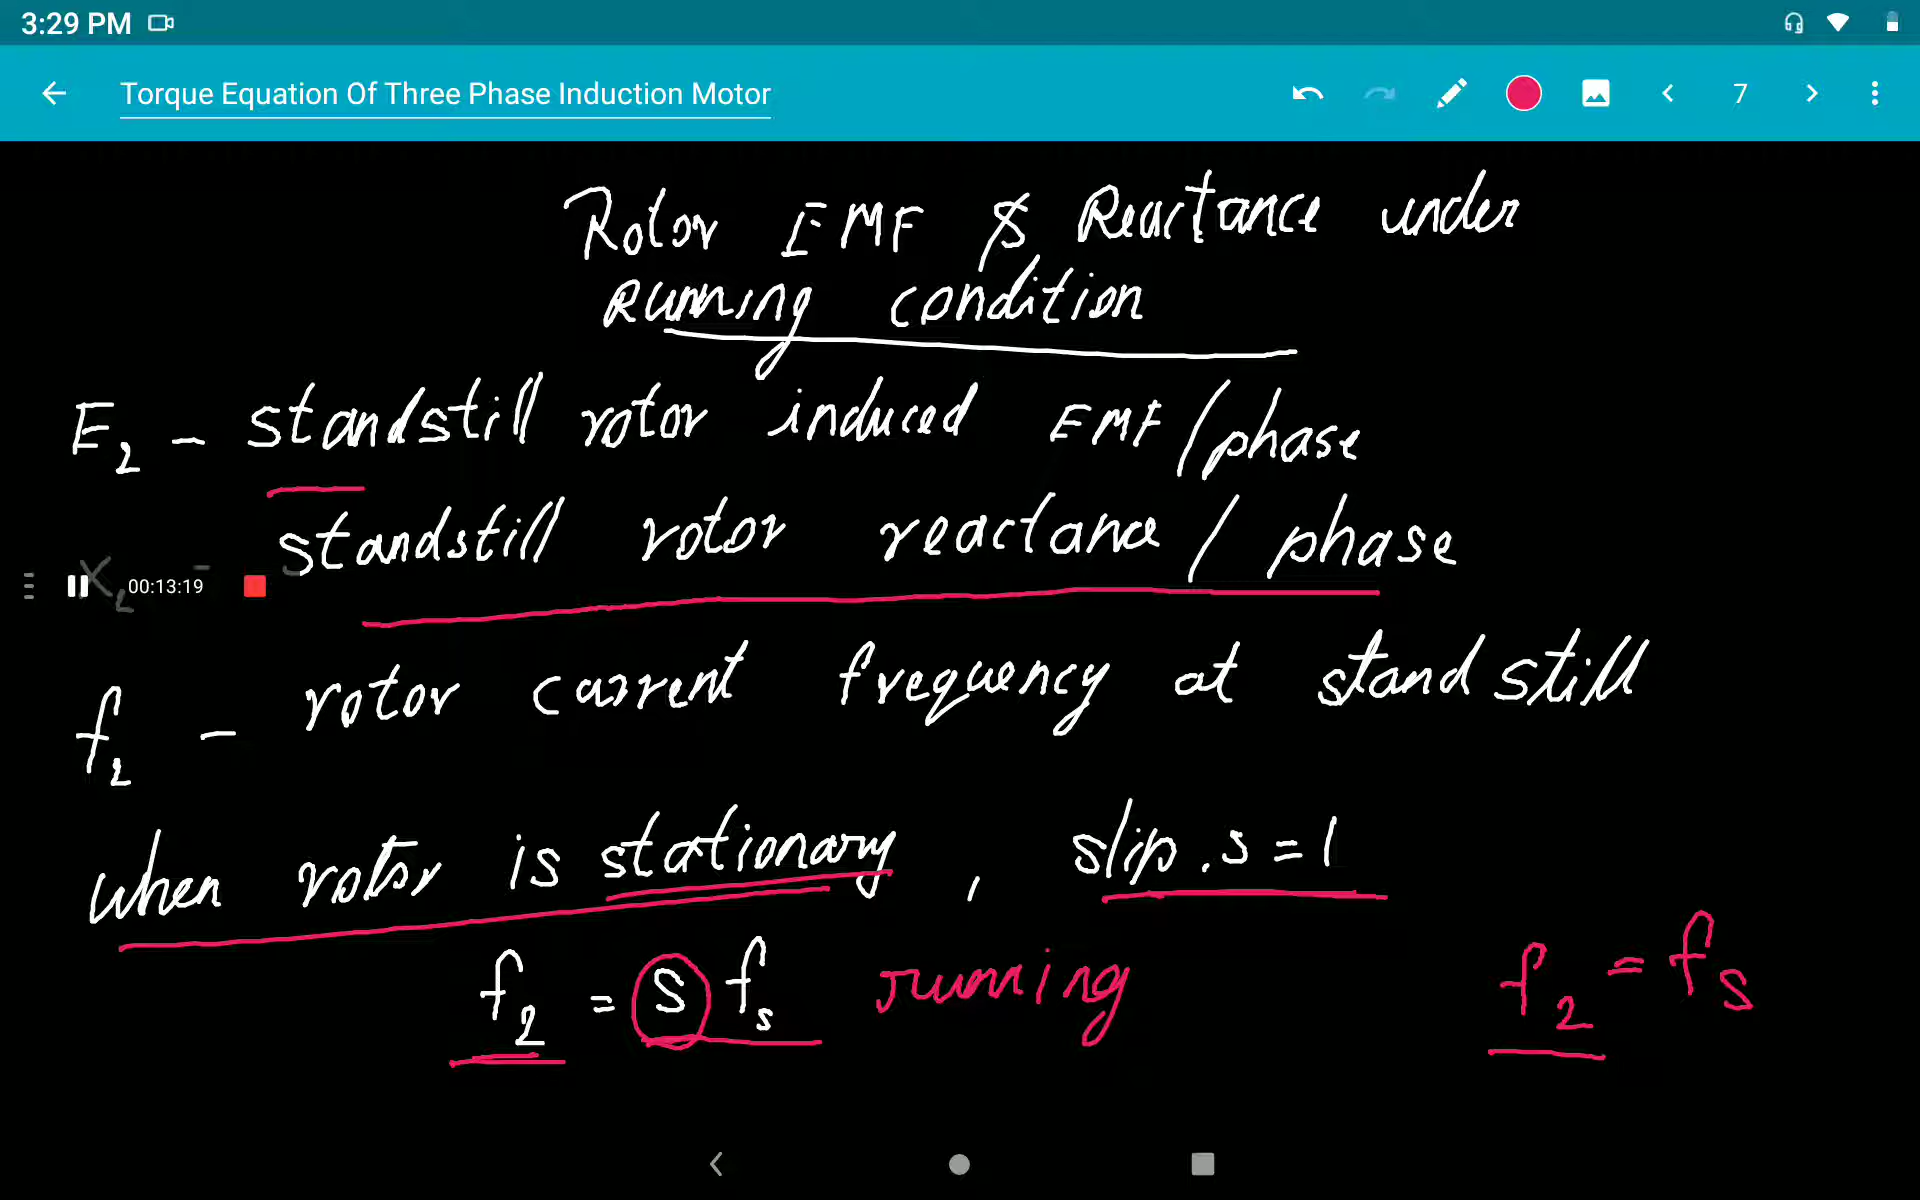 3:29 PM
Torque Equation Of Three Phase Induction Motor
7
Rotor EMF & Reactance under
Running condition
E₂ - standstill rotor induced EMF/phase
X₂ - standstill rotor reactance / phase
00:13:19
f₂ - rotor current frequency at standstill
when rotor is stationary, slip. s = 1
f₂ = s fₛ running f₂ = fₛ